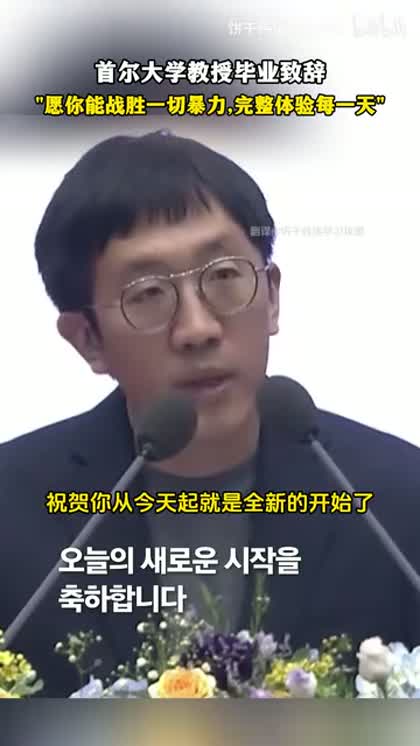 首尔大学教授毕业致辞
"愿你能战胜一切暴力,完整体验每一天"
祝贺你从今天起就是全新的开始了
오늘의 새로운 시작을
축하합니다